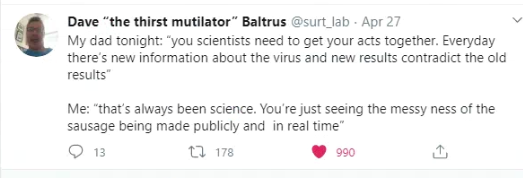 Dave “the thirst mutilator” Baltrus @surt_lab · Apr 27
My dad tonight: “you scientists need to get your acts together. Everyday
there’s new information about the virus and new results contradict the old
results”
Me: “that’s always been science. You’re just seeing the messy ness of the
sausage being made publicly and in real time”
13 178 990